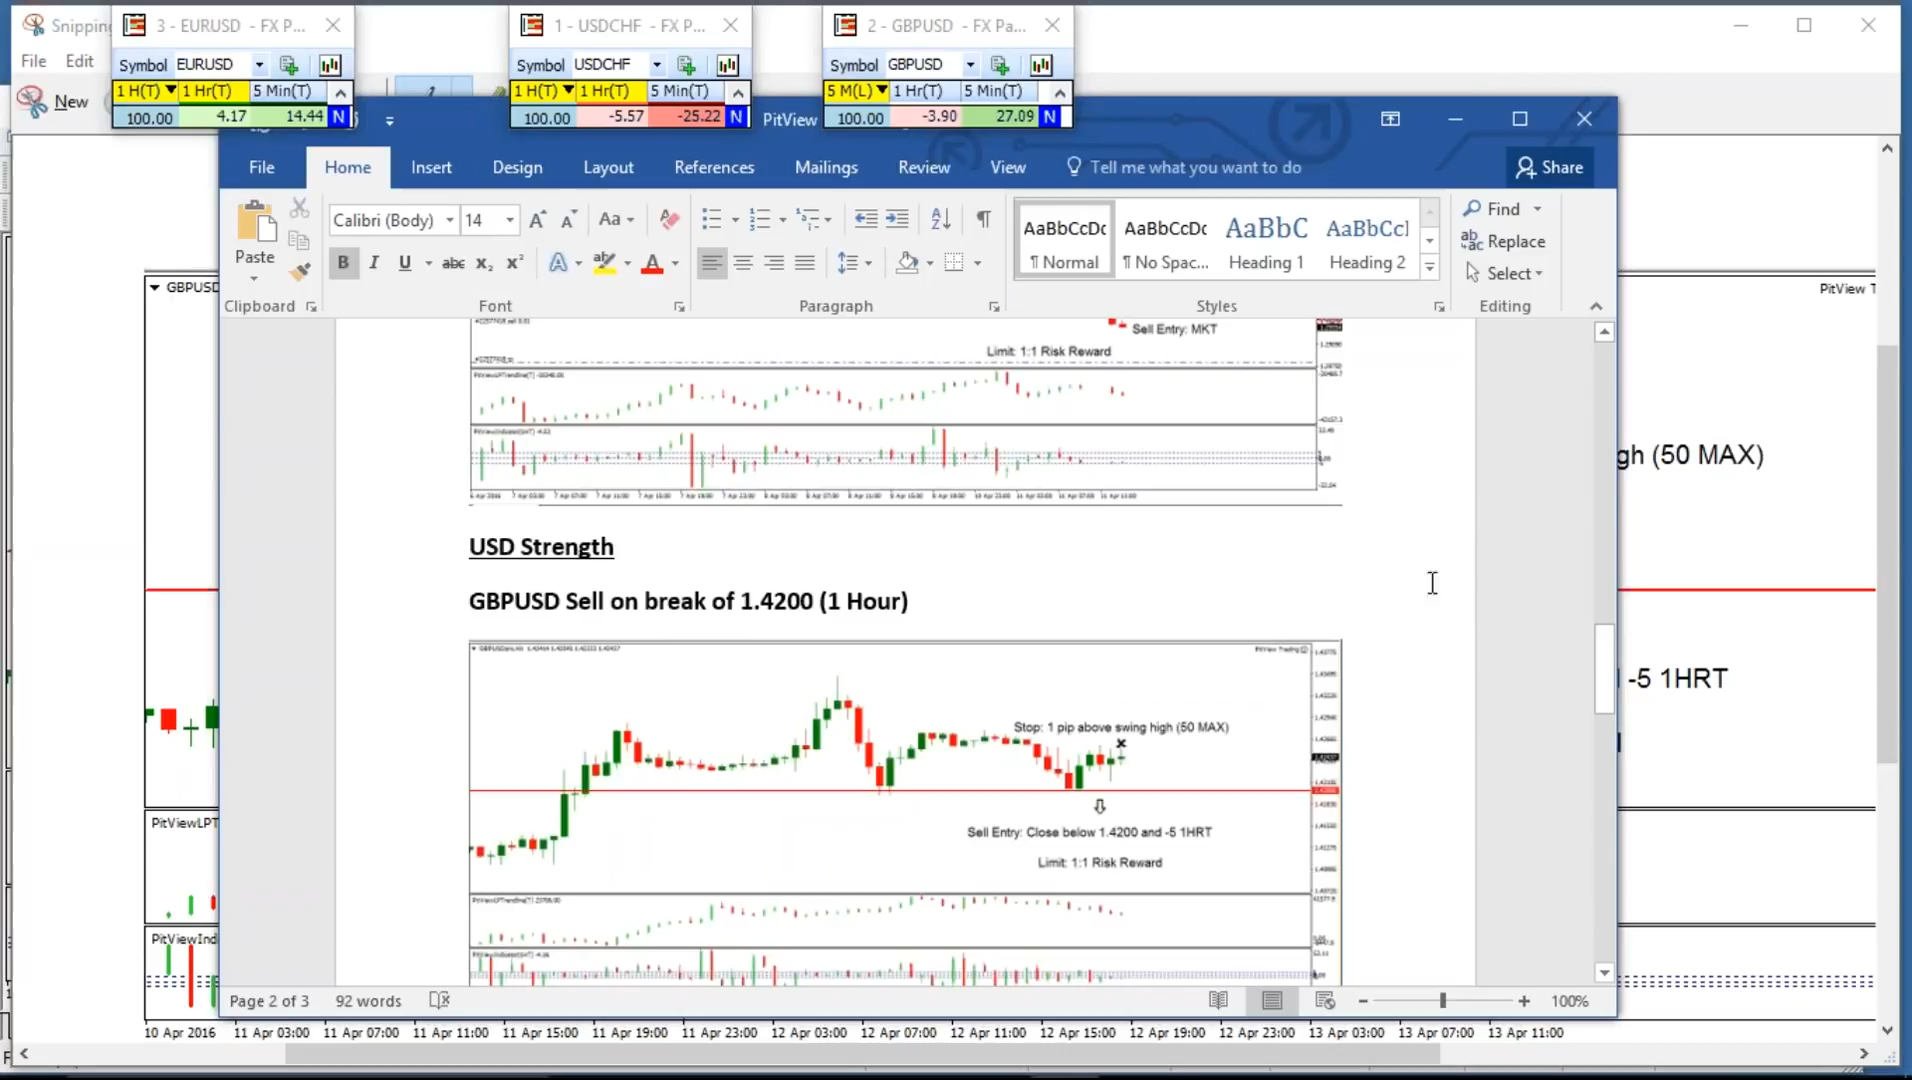 Snipping
3 - EURUSD - FX P...
1 - USDCHF - FX P...
2 - GBPUSD - FX Pa...
File Edit
Symbol EURUSD
Symbol USDCHF
Symbol GBPUSD
New
1 H(T) 1 Hr(T) 5 Min(T)
1 H(T) 1 Hr(T) 5 Min(T)
5 M(L) 1 Hr(T) 5 Min(T)
100.00 4.17 14.44 N
100.00 -5.57 -25.22 N
100.00 -3.90 27.09 N
PitView
File Home Insert Design Layout References Mailings Review View Tell me what you want to do Share
Paste
Calibri (Body) 14
Aa
B I U abc X₂ X² A A
AaBbCcDc AaBbCcDc AaBbC AaBbCcI
¶ Normal ¶ No Spac... Heading 1 Heading 2
Find
Replace
Select
Clipboard Font Paragraph Styles Editing
GBPUSD
PitView T
Sell Entry: MKT
Limit: 1:1 Risk Reward
gh (50 MAX)
USD Strength
GBPUSD Sell on break of 1.4200 (1 Hour)
PitView Trading
Stop: 1 pip above swing high (50 MAX)
-5 1HRT
Sell Entry: Close below 1.4200 and -5 1HRT
Limit: 1:1 Risk Reward
PitViewLPT
PitViewInd
Page 2 of 3 92 words 100%
10 Apr 2016 11 Apr 03:00 11 Apr 07:00 11 Apr 11:00 11 Apr 15:00 11 Apr 19:00 11 Apr 23:00 12 Apr 03:00 12 Apr 07:00 12 Apr 11:00 12 Apr 15:00 12 Apr 19:00 12 Apr 23:00 13 Apr 03:00 13 Apr 07:00 13 Apr 11:00